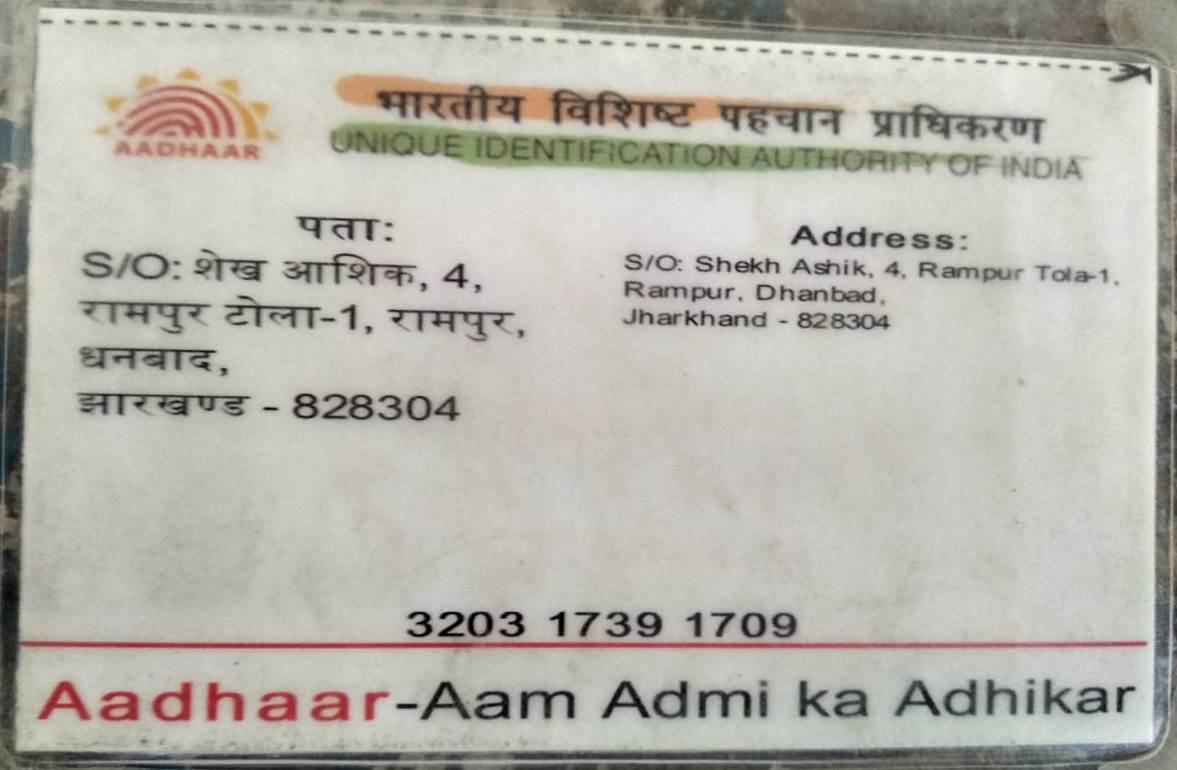 AADHAAR
भारतीय विशिष्ट पहचान प्राधिकरण
UNIQUE IDENTIFICATION AUTHORITY OF INDIA
पता:
S/O: शेख आशिक, 4,
रामपुर टोला-1, रामपुर,
धनबाद,
झारखण्ड - 828304
Address:
S/O: Shekh Ashik, 4, Rampur Tola-1,
Rampur, Dhanbad,
Jharkhand - 828304
3203 1739 1709
Aadhaar-Aam Admi ka Adhikar